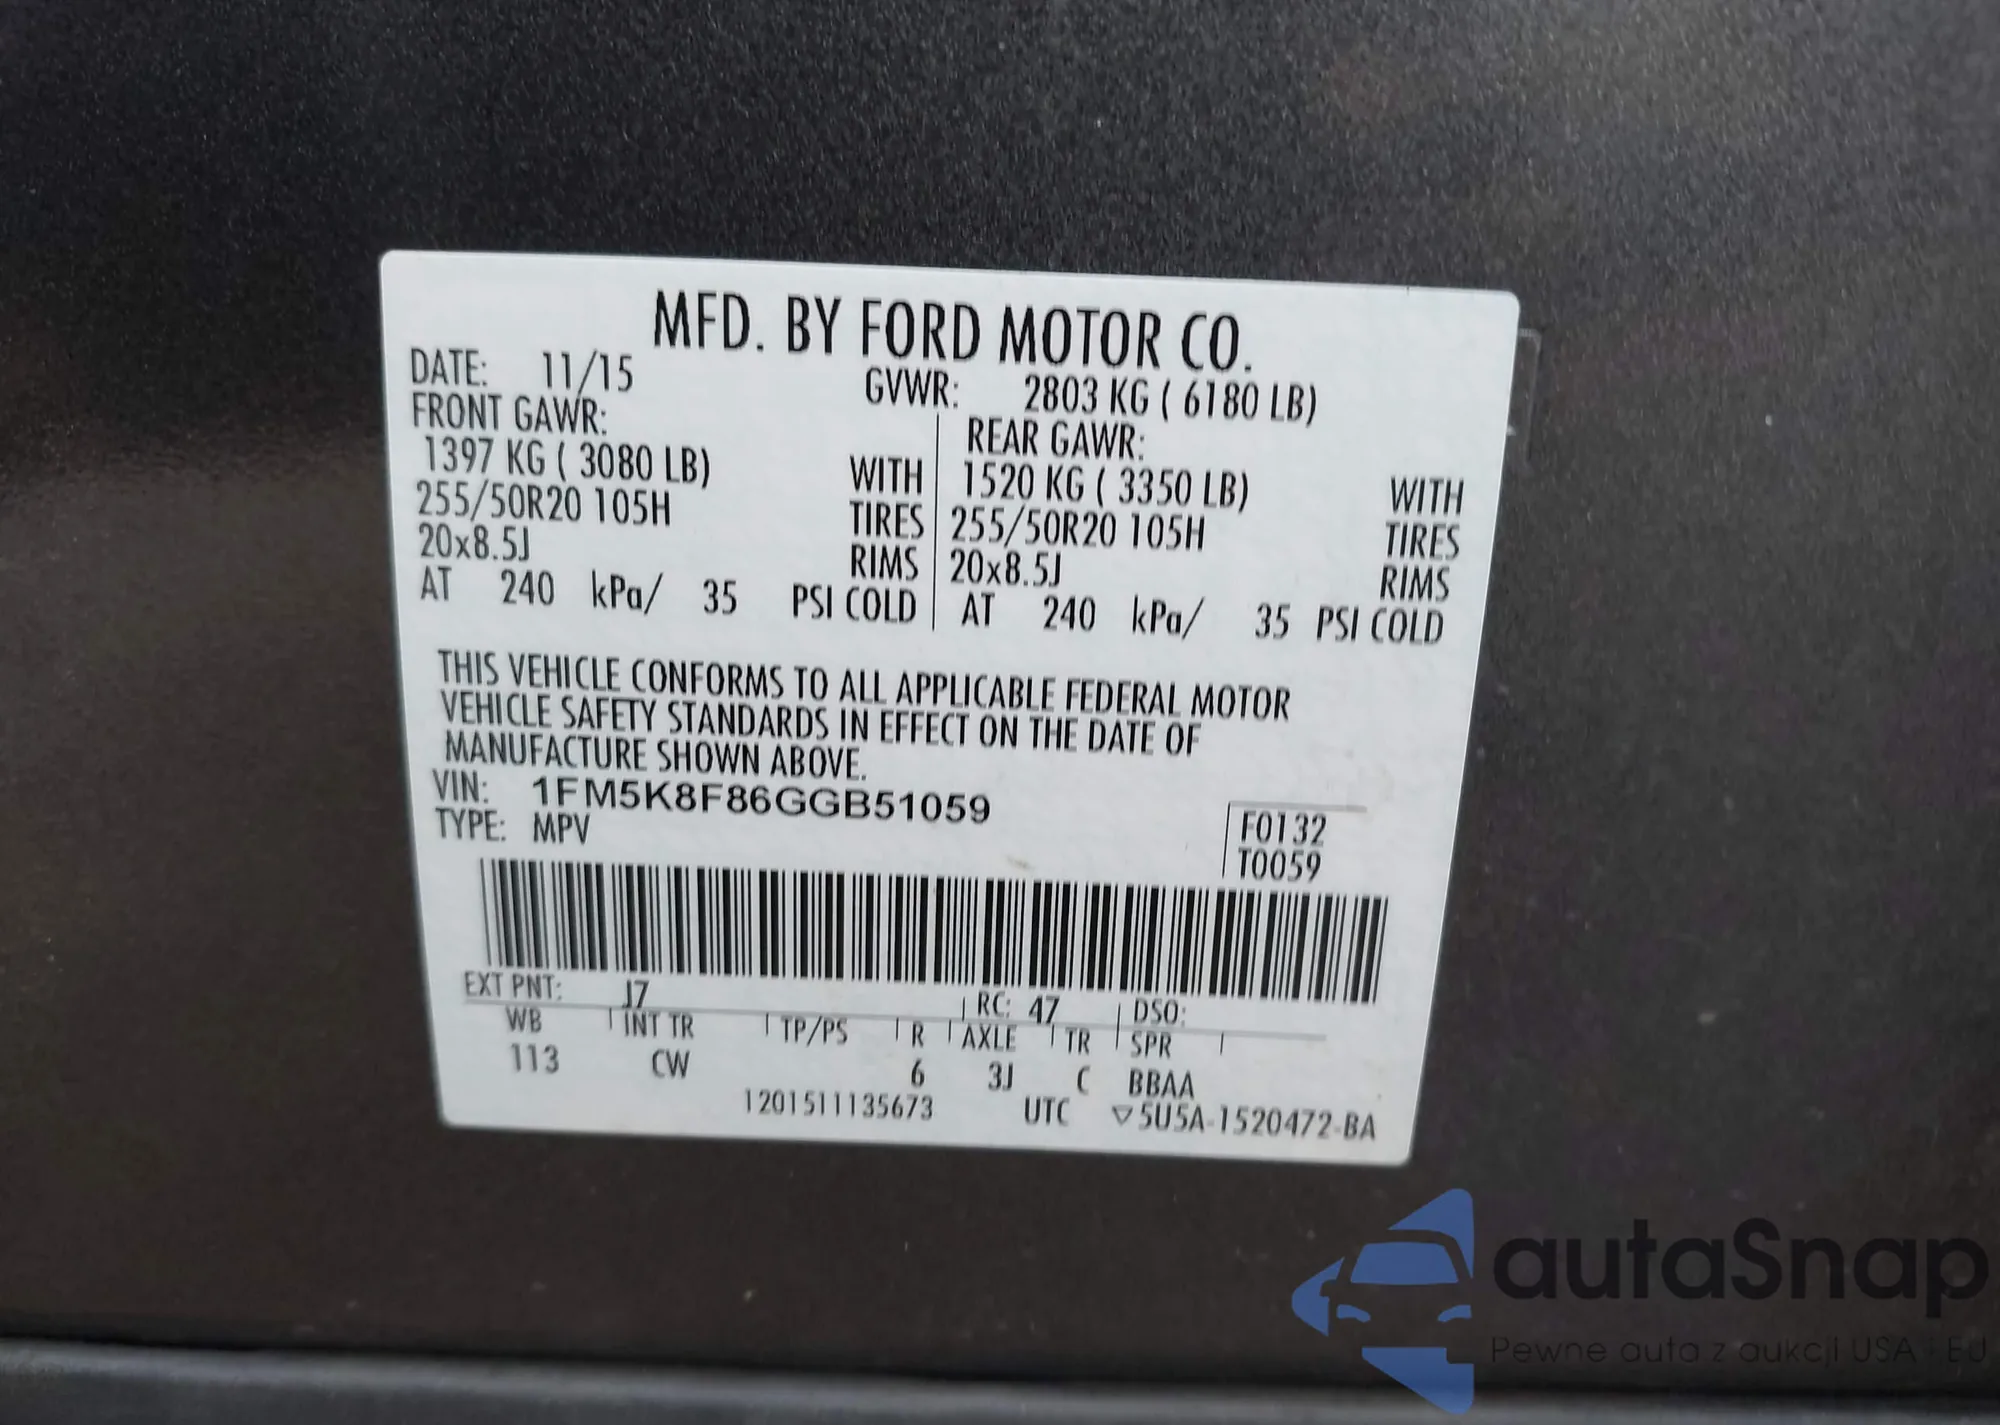 MFD. BY FORD MOTOR CO.
DATE: 11/15 GVWR: 2803 KG ( 6180 LB)
FRONT GAWR: REAR GAWR:
1397 KG ( 3080 LB) WITH 1520 KG ( 3350 LB) WITH
255/50R20 105H TIRES 255/50R20 105H TIRES
20x8.5J RIMS 20x8.5J RIMS
AT 240 kPa/ 35 PSI COLD AT 240 kPa/ 35 PSI COLD
THIS VEHICLE CONFORMS TO ALL APPLICABLE FEDERAL MOTOR
VEHICLE SAFETY STANDARDS IN EFFECT ON THE DATE OF
MANUFACTURE SHOWN ABOVE.
VIN: 1FM5K8F86GGB51059
TYPE: MPV
F0132
T0059
EXT PNT: J7 RC: 47 DSO:
WB INT TR TP/PS R AXLE TR SPR
113 CW 6 3J C BBAA
1201511135673 UTC ▽5U5A-1520472-BA
autaSnap
Pewne auta z aukcji USA i EU